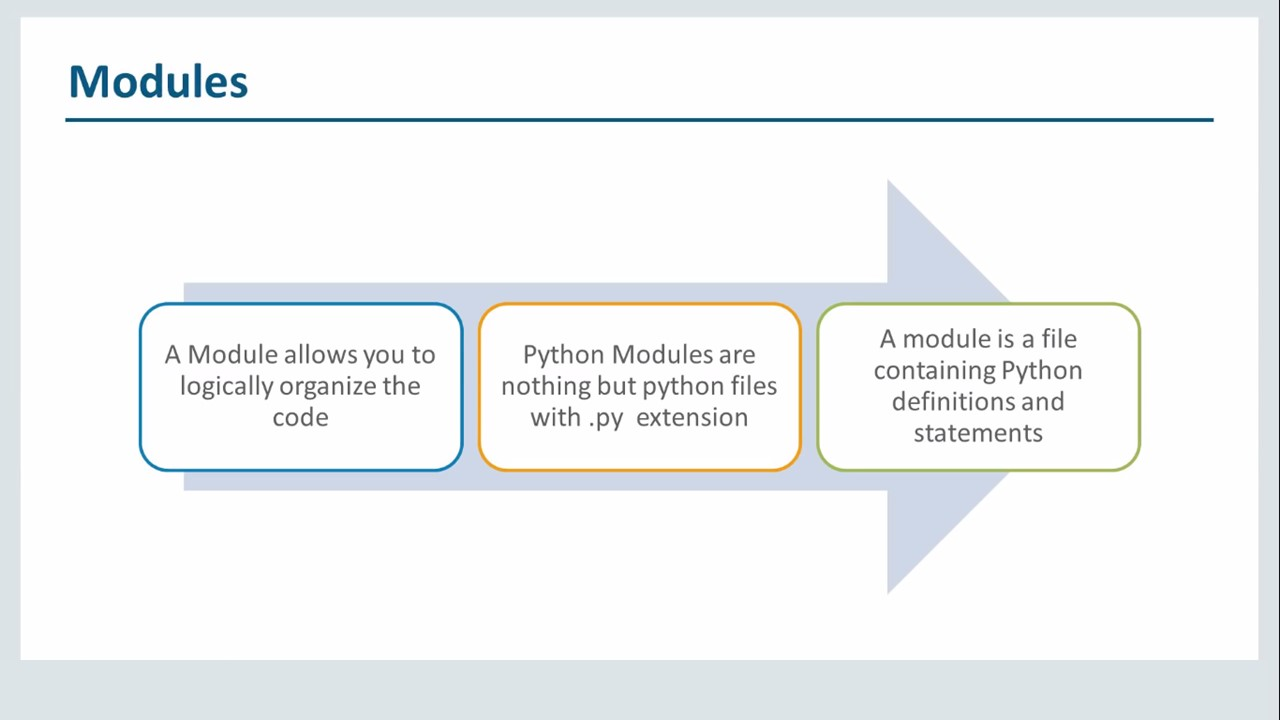 Modules
A Module allows you to
logically organize the
code
Python Modules are
nothing but python files
with .py  extension
A module is a file
containing Python
definitions and
statements